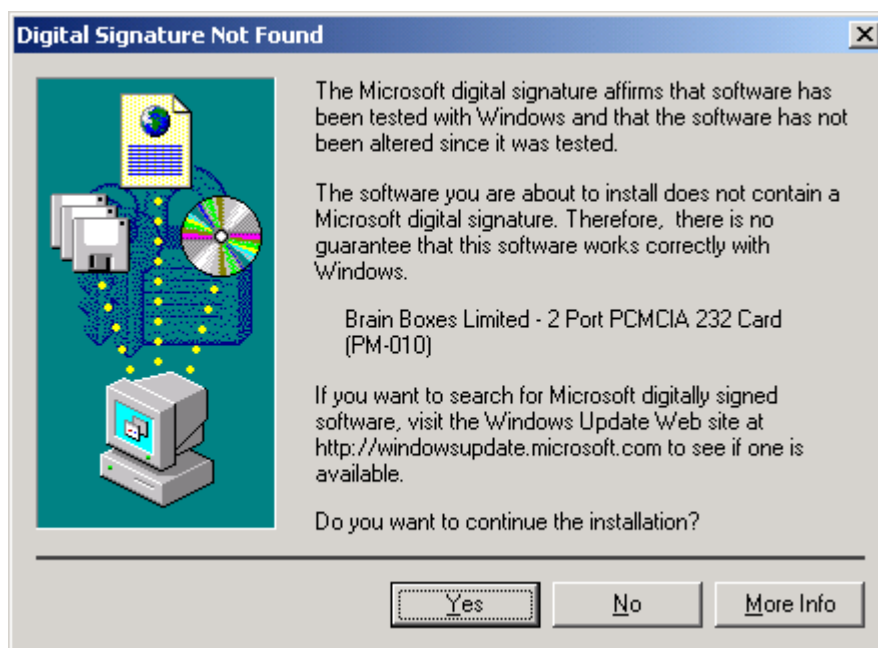 Digital Signature Not Found
The Microsoft digital signature affirms that software has
been tested with Windows and that the software has not
been altered since it was tested.
The software you are about to install does not contain a
Microsoft digital signature. Therefore,  there is no
guarantee that this software works correctly with
Windows.
Brain Boxes Limited - 2 Port PCMCIA 232 Card
(PM-010)
If you want to search for Microsoft digitally signed
software, visit the Windows Update Web site at
http://windowsupdate.microsoft.com to see if one is
available.
Do you want to continue the installation?
Yes No More Info